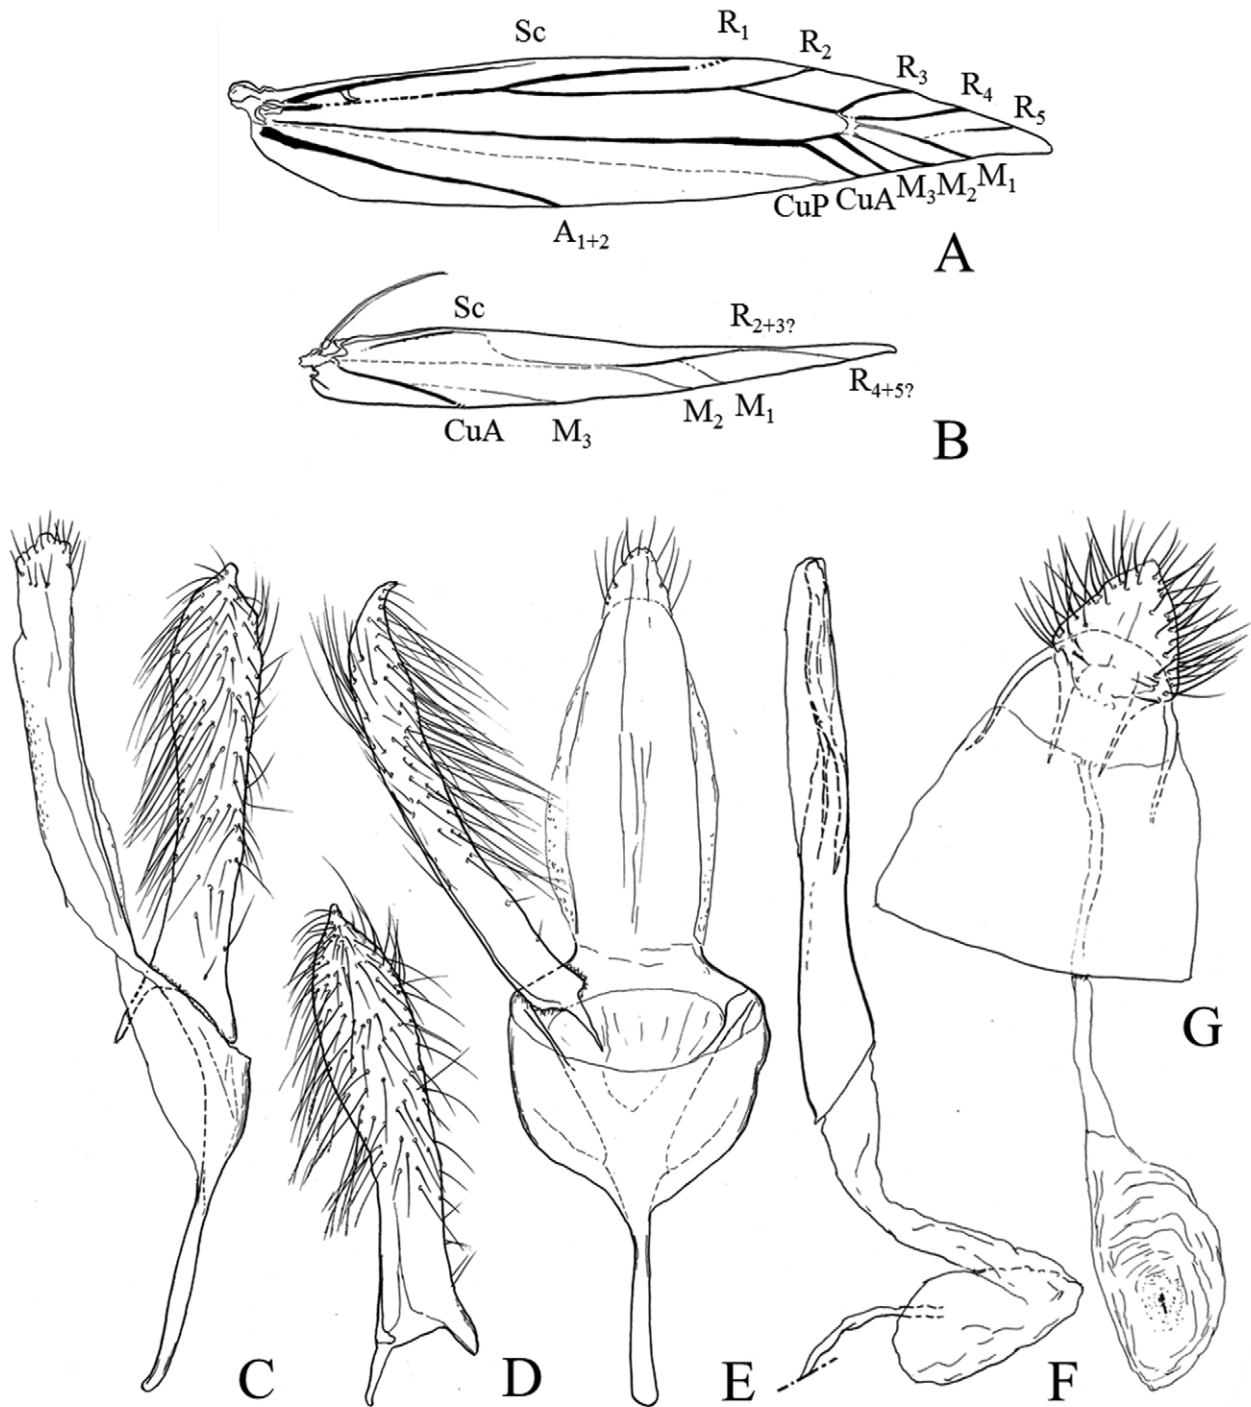 Sc R₁ R₂ R₃ R₄ R₅
CuP CuA M₃ M₂ M₁
A₁₊₂
A
Sc R₂₊₃?
R₄₊₅?
CuA M₃ M₂ M₁
B
G
C D E F